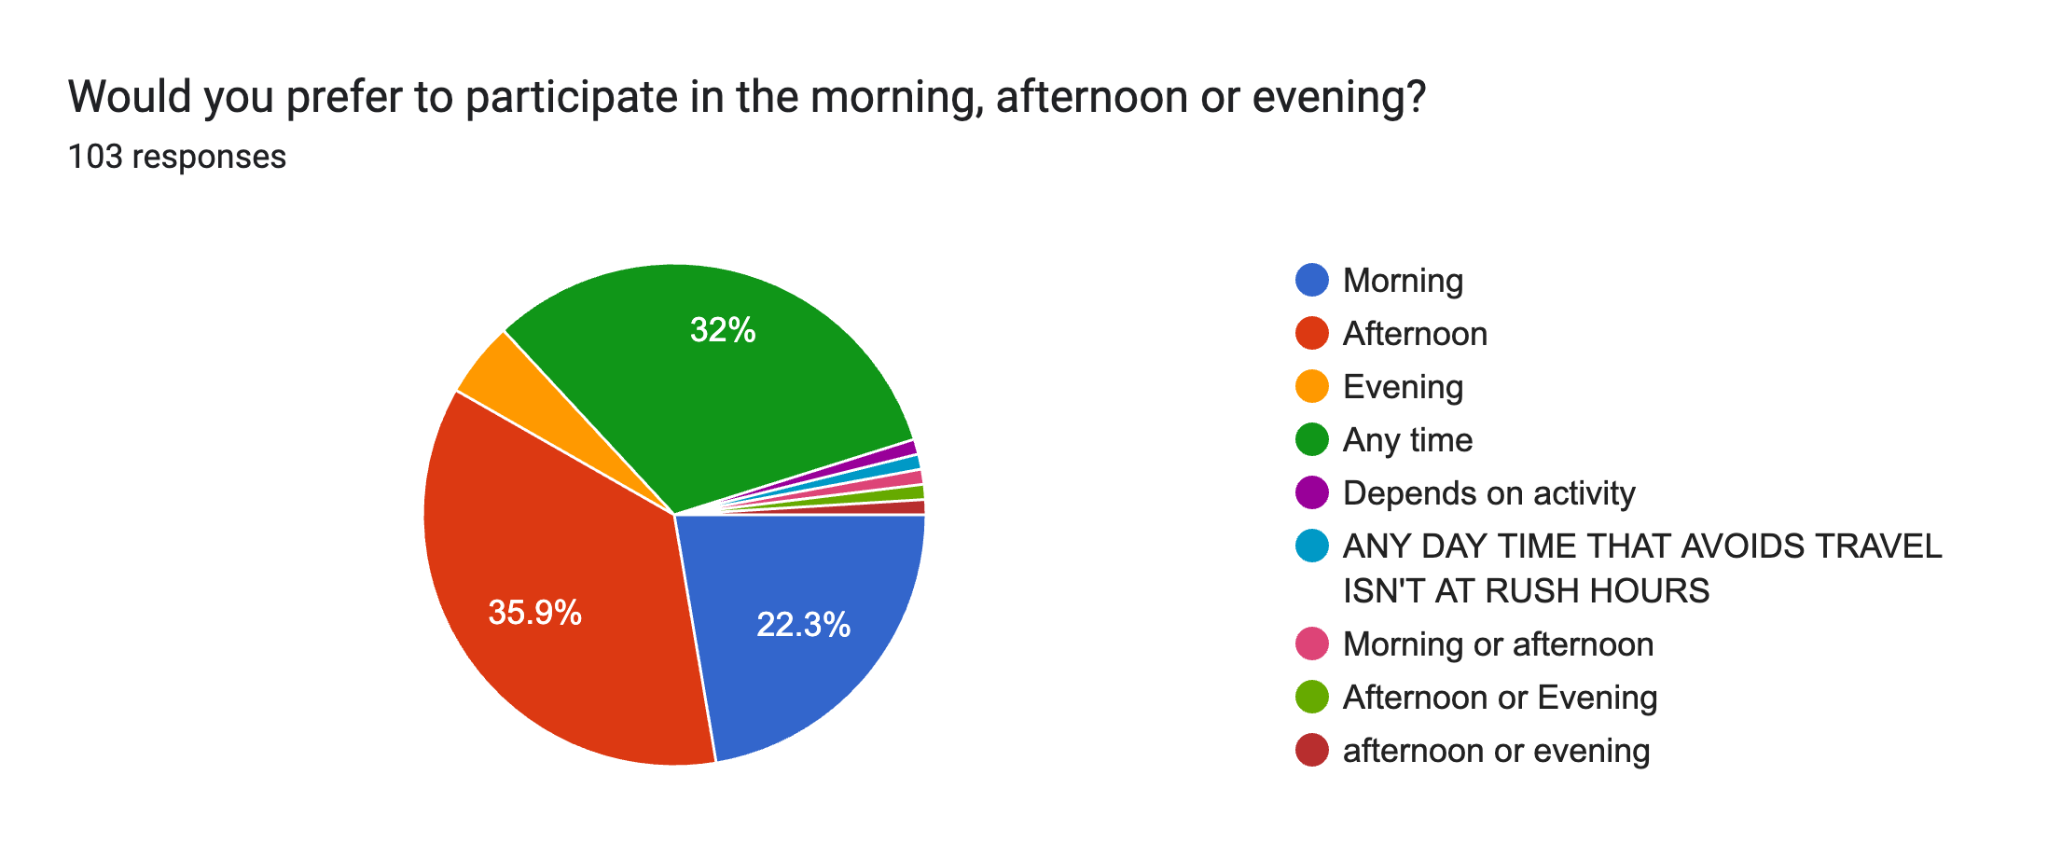 Would you prefer to participate in the morning, afternoon or evening?
103 responses
32%
35.9%
22.3%
Morning
Afternoon
Evening
Any time
Depends on activity
ANY DAY TIME THAT AVOIDS TRAVEL
ISN'T AT RUSH HOURS
Morning or afternoon
Afternoon or Evening
afternoon or evening